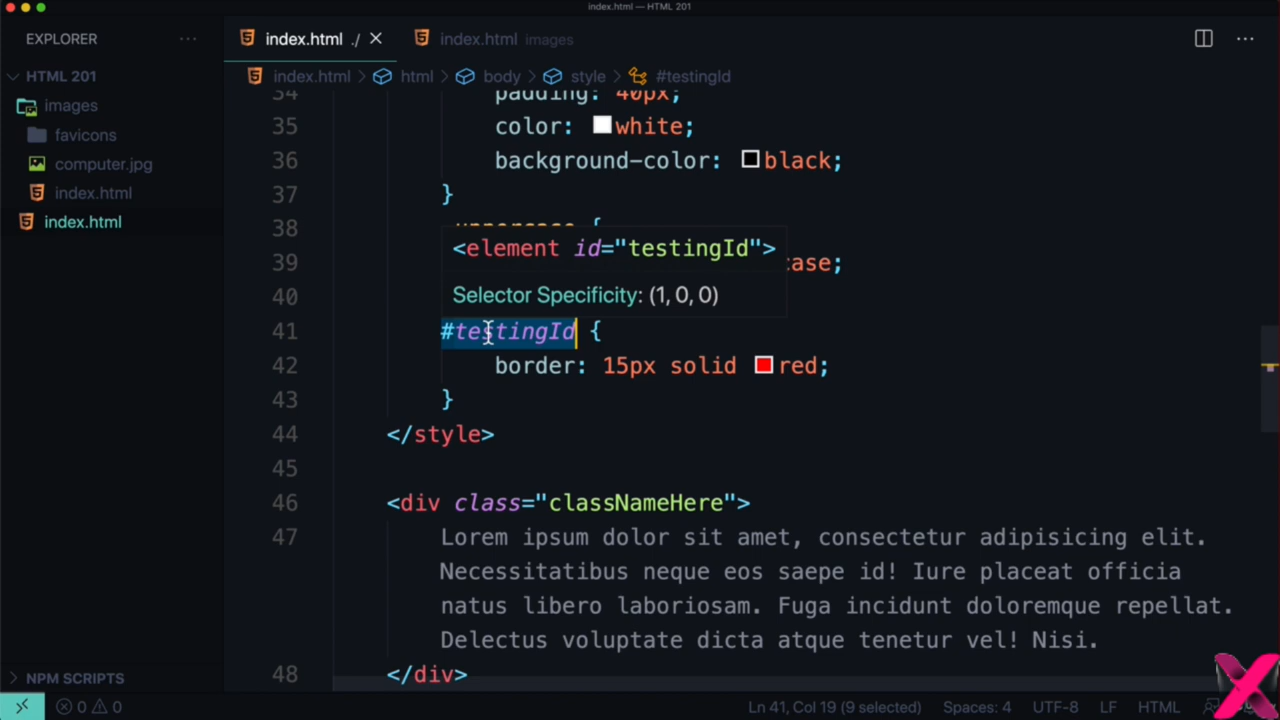 index.html — HTML 201
EXPLORER ···
index.html ./
index.html images
HTML 201
index.html > html > body > style > #testingId
images
favicons
computer.jpg
index.html
index.html
34 padding: 40px;
35 color: white;
36 background-color: black;
37 }
38 .uppercase {
39 case;
40
41 #testingId {
<element id="testingId">
Selector Specificity: (1, 0, 0)
42 border: 15px solid red;
43 }
44 </style>
45
46 <div class="classNameHere">
47 Lorem ipsum dolor sit amet, consectetur adipisicing elit.
Necessitatibus neque eos saepe id! Iure placeat officia
natus libero laboriosam. Fuga incidunt doloremque repellat.
Delectus voluptate dicta atque tenetur vel! Nisi.
48 </div>
NPM SCRIPTS
0 0
Ln 41, Col 19 (9 selected) Spaces: 4 UTF-8 LF HTML